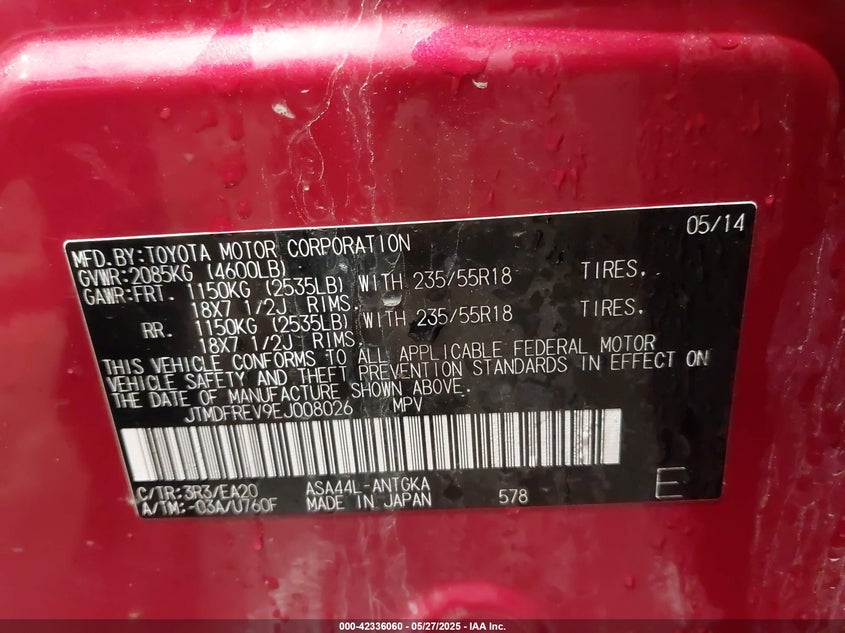 05/14
MFD.BY:TOYOTA MOTOR CORPORATION
GVWR:2085KG (4600LB)
GAWR:FRT. 1150KG (2535LB) WITH 235/55R18 TIRES.
18X7 1/2J RIMS.
RR. 1150KG (2535LB) WITH 235/55R18 TIRES.
18X7 1/2J RIMS.
THIS VEHICLE CONFORMS TO ALL APPLICABLE FEDERAL MOTOR
VEHICLE SAFETY AND THEFT PREVENTION STANDARDS IN EFFECT ON
THE DATE OF MANUFACTURE SHOWN ABOVE.
JTMDFREV9EJ008026 MPV
C/TR:3R3/EA20 ASA44L-ANTGKA
A/TM:-03A/U760F MADE IN JAPAN 578 E
000-42336060 - 05/27/2025 - IAA Inc.